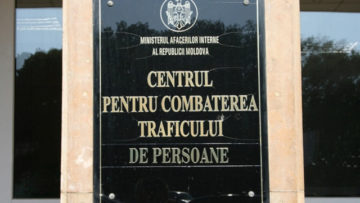 MINISTERUL AFACERILOR INTERNE
AL REPUBLICII MOLDOVA
CENTRUL
PENTRU COMBATEREA
TRAFICULUI
DE PERSOANE